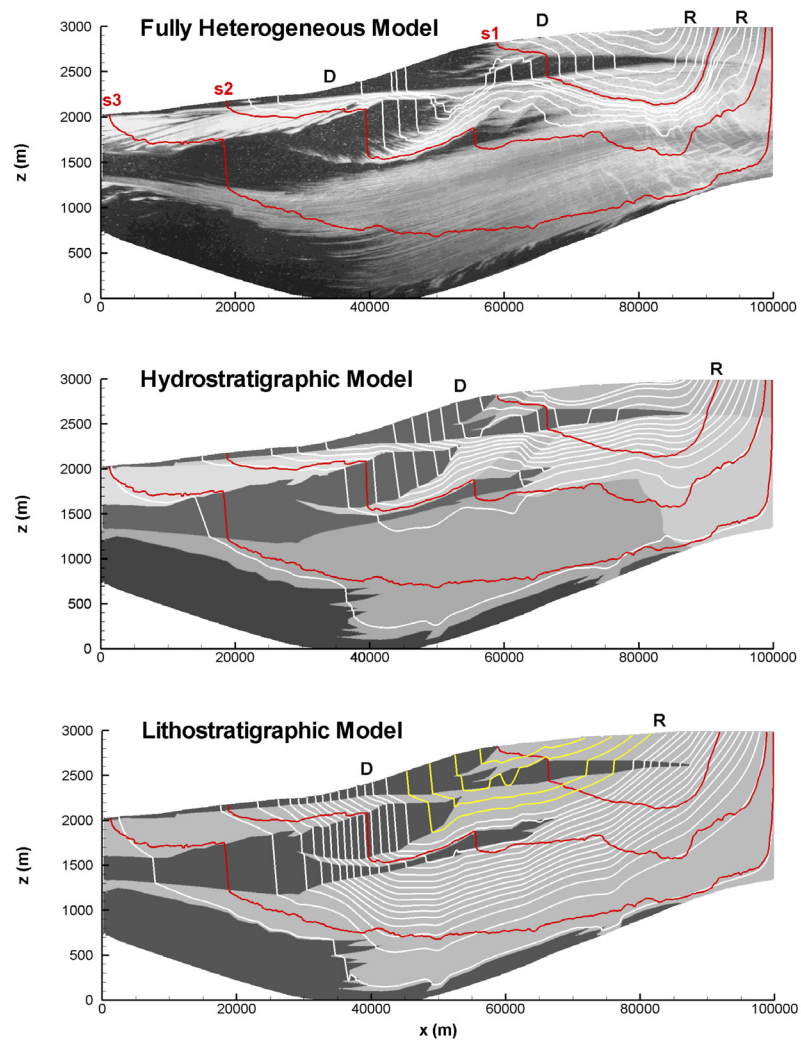 Fully Heterogeneous Model
s1
D
R
R
D
s2
s3
3000
2500
2000
1500
1000
500
0
z (m)
0
20000
40000
60000
80000
100000
Hydrostratigraphic Model
D
R
3000
2500
2000
1500
1000
500
0
z (m)
0
20000
40000
60000
80000
100000
Lithostratigraphic Model
D
R
3000
2500
2000
1500
1000
500
0
z (m)
0
20000
40000
60000
80000
100000
x (m)